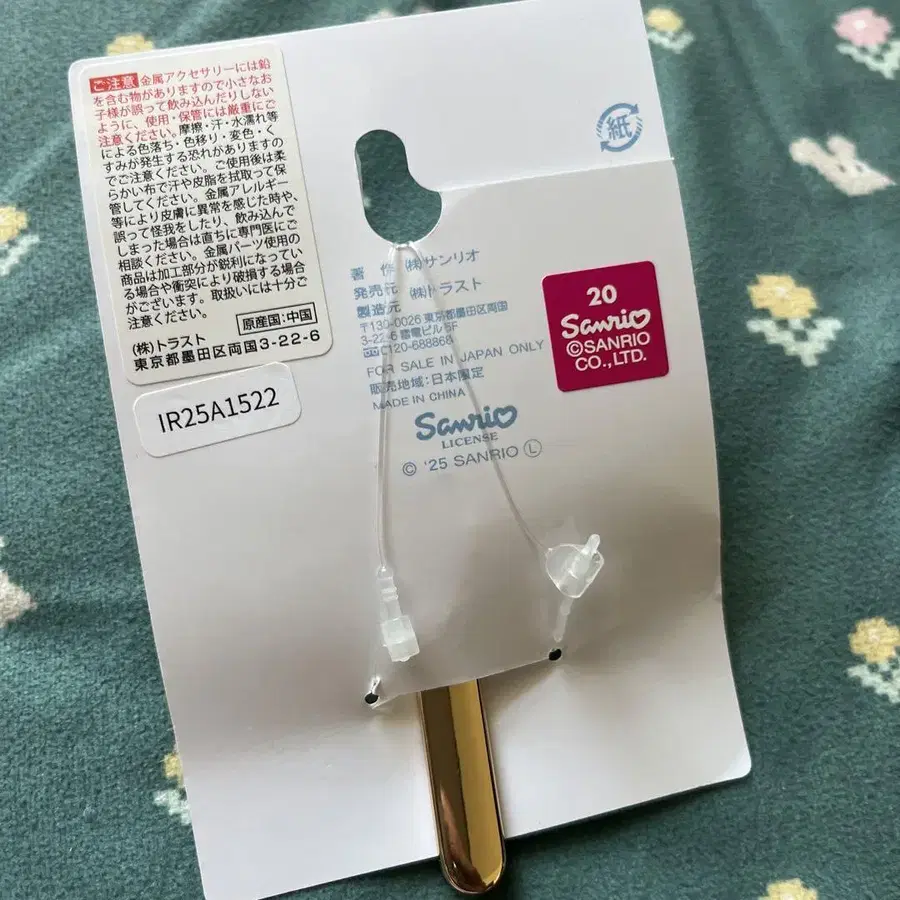 ご注意 金属アクセサリーには鉛
を含む物がありますので小さなお
子様が誤って飲み込んだりしない
ように、使用・保管には厳重にご
注意ください。摩擦・汗・水濡れ等
による色落ち・色移り・変色・く
すみが発生する恐れがありますの
でご注意ください。ご使用後は柔
らかい布で汗や皮脂を拭取って保
管してください。金属アレルギー
等により皮膚に異常を感じた時や、
誤って怪我をしたり、飲み込んで
しまった場合は直ちに専門医にご
相談ください。金属パーツ使用の
商品は加工部分が鋭利になってい
る場合や衝突により破損する場合
がございます。取扱いには十分ご
注意ください。
原産国:中国
(株)トラスト
東京都墨田区両国3-22-6
IR25A1522
紙
著 作 (株)サンリオ
発売元 (株)トラスト
製造元
〒130-0026 東京都墨田区両国
3-22-6 雷電ビル5F
FOR SALE IN JAPAN ONLY
販売地域:日本限定
MADE IN CHINA
Sanrio
LICENSE
© '25 SANRIO Ⓛ
20
Sanrio
©SANRIO
CO.,LTD.